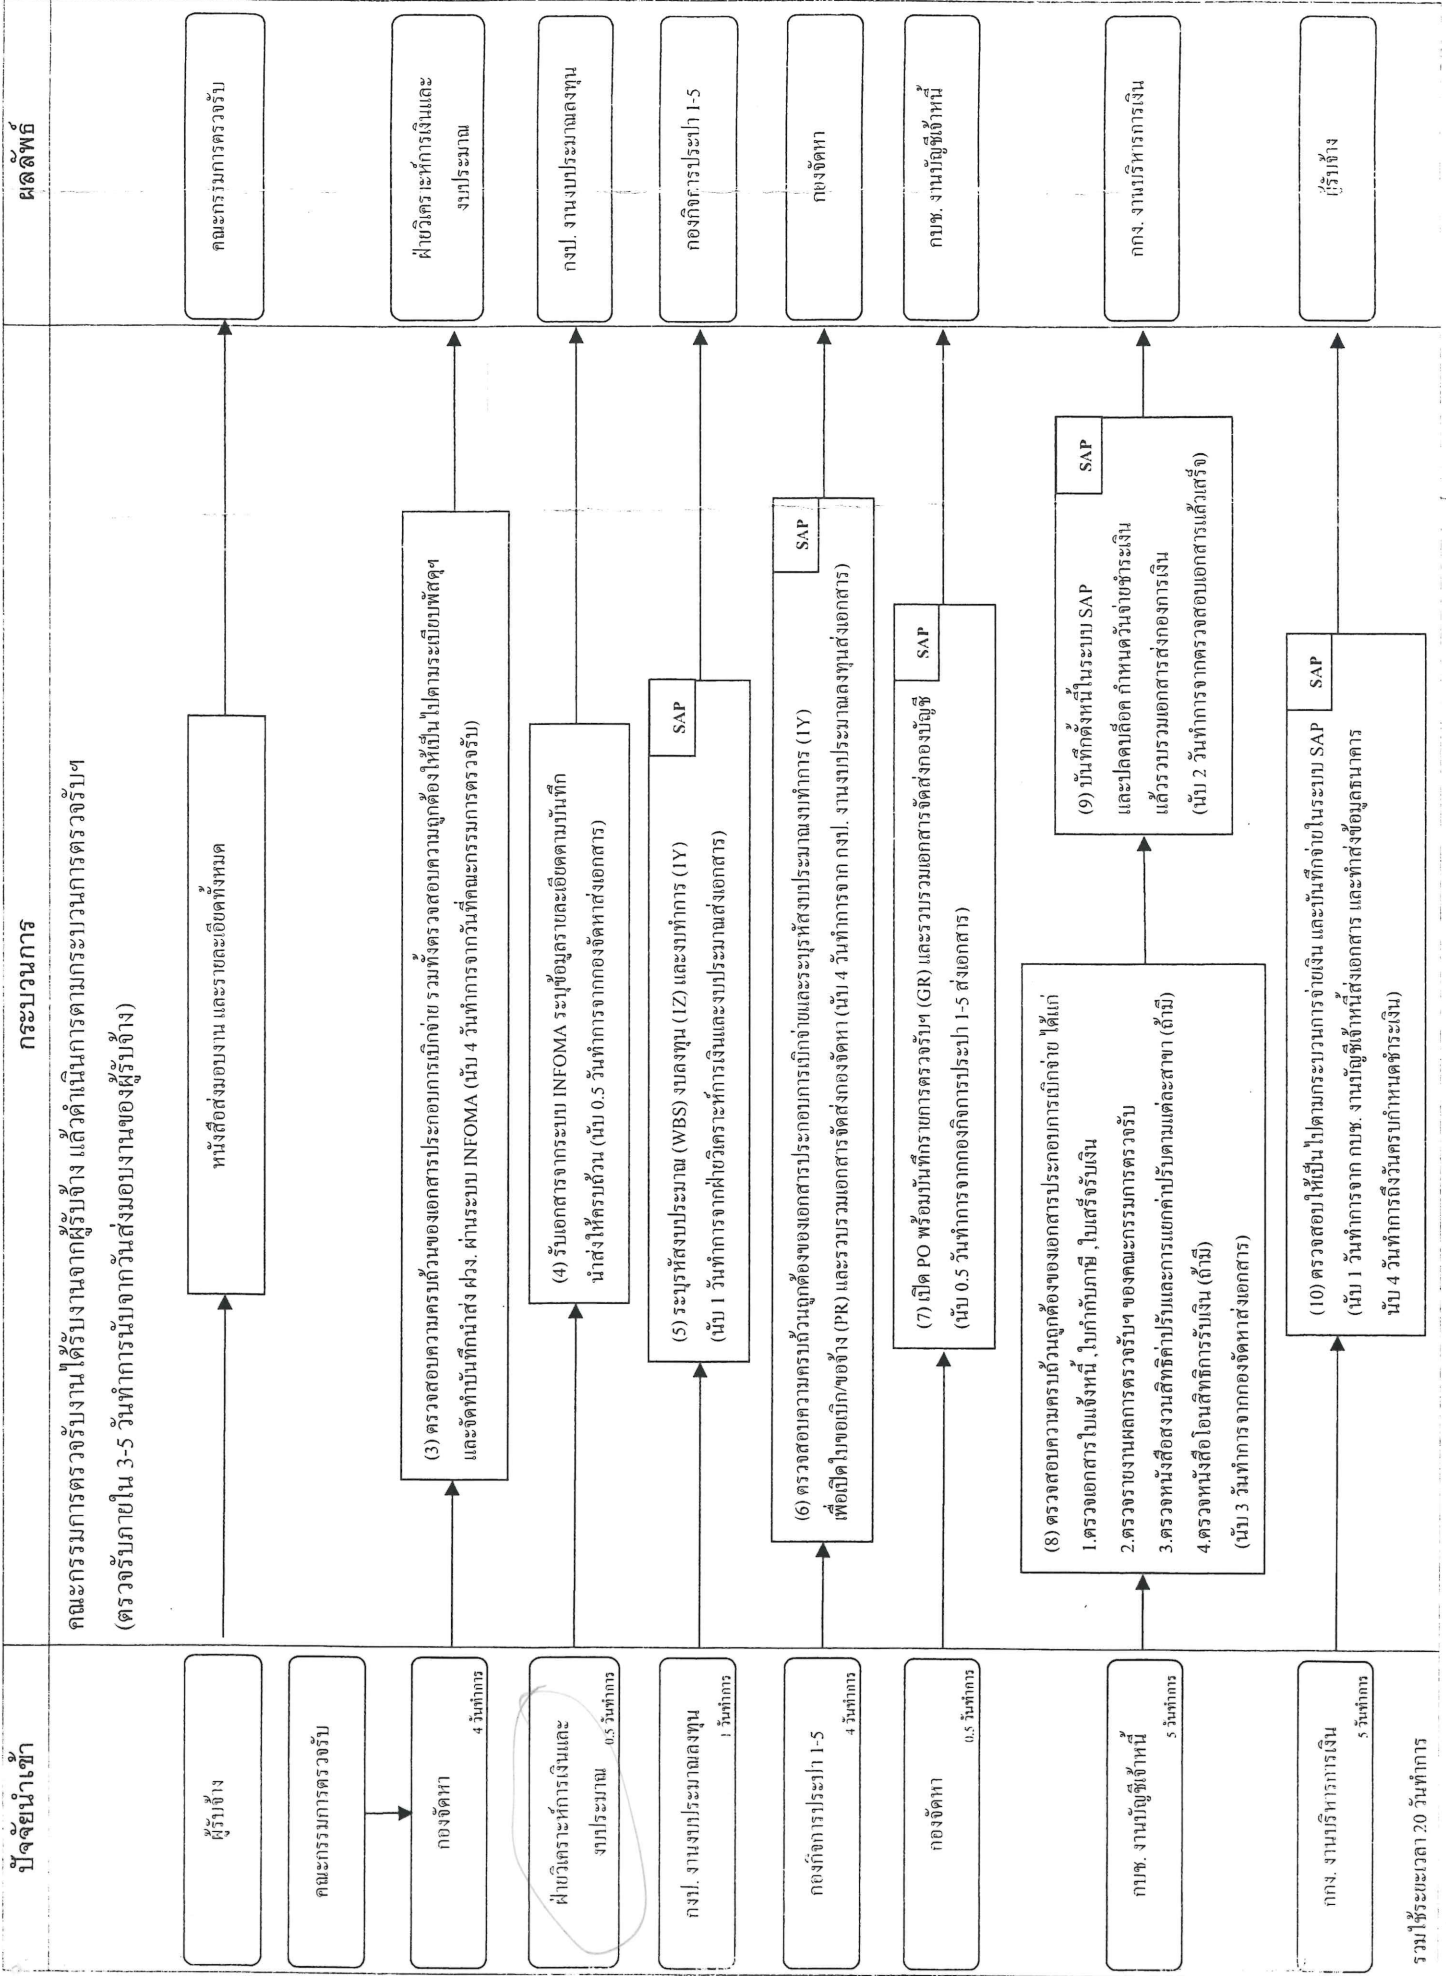 ปัจจัยนำเข้า
กระบวนการ
ผลลัพธ์
คณะกรรมการตรวจรับงานได้รับงานจากผู้รับจ้าง แล้วดำเนินการตามกระบวนการตรวจรับฯ
(ตรวจรับภายใน 3-5 วันทำการนับจากวันส่งมอบงานของผู้รับจ้าง)
ผู้รับจ้าง
หนังสือส่งมอบงาน และรายละเอียดทั้งหมด
คณะกรรมการตรวจรับ
คณะกรรมการตรวจรับ
กองจัดหา
4 วันทำการ
(3) ตรวจสอบความครบถ้วนของเอกสารประกอบการเบิกจ่าย รวมทั้งตรวจสอบความถูกต้องให้เป็นไปตามระเบียบพัสดุฯ
และจัดทำบันทึกนำส่ง ฝวง. ผ่านระบบ INFOMA (นับ 4 วันทำการจากวันที่คณะกรรมการตรวจรับ)
ฝ่ายวิเคราะห์การเงินและ
งบประมาณ
ฝ่ายวิเคราะห์การเงินและ
งบประมาณ
0.5 วันทำการ
(4) รับเอกสารจากระบบ INFOMA ระบุข้อมูลรายละเอียดตามบันทึก
นำส่งให้ครบถ้วน (นับ 0.5 วันทำการจากกองจัดหาส่งเอกสาร)
กงป. งานงบประมาณลงทุน
กงป. งานงบประมาณลงทุน
1 วันทำการ
SAP
(5) ระบุรหัสงบประมาณ (WBS) งบลงทุน (1Z) และงบทำการ (1Y)
(นับ 1 วันทำการจากฝ่ายวิเคราะห์การเงินและงบประมาณส่งเอกสาร)
กองกิจการประปา 1-5
กองกิจการประปา 1-5
4 วันทำการ
SAP
(6) ตรวจสอบความครบถ้วนถูกต้องของเอกสารประกอบการเบิกจ่ายและระบุรหัสงบประมาณงบทำการ (1Y)
เพื่อเปิดใบขอเบิก/ขอจ้าง (PR) และรวบรวมเอกสารจัดส่งกองจัดหา (นับ 4 วันทำการจาก กงป. งานงบประมาณลงทุนส่งเอกสาร)
กองจัดหา
กองจัดหา
0.5 วันทำการ
SAP
(7) เปิด PO พร้อมบันทึกรายการตรวจรับฯ (GR) และรวบรวมเอกสารจัดส่งกองบัญชี
(นับ 0.5 วันทำการจากกองกิจการประปา 1-5 ส่งเอกสาร)
กบช. งานบัญชีเจ้าหนี้
กบช. งานบัญชีเจ้าหนี้
5 วันทำการ
(8) ตรวจสอบความครบถ้วนถูกต้องของเอกสารประกอบการเบิกจ่าย ได้แก่
1.ตรวจเอกสารใบแจ้งหนี้ ,ใบกำกับภาษี ,ใบเสร็จรับเงิน
2.ตรวจรายงานผลการตรวจรับฯ ของคณะกรรมการตรวจรับ
3.ตรวจหนังสือสงวนสิทธิค่าปรับและการแยกค่าปรับตามแต่ละสาขา (ถ้ามี)
4.ตรวจหนังสือโอนสิทธิการรับเงิน (ถ้ามี)
(นับ 3 วันทำการจากกองจัดหาส่งเอกสาร)
SAP
(9) บันทึกตั้งหนี้ในระบบ SAP
และปลดบล็อค กำหนดวันจ่ายชำระเงิน
แล้วรวบรวมเอกสารส่งกองการเงิน
(นับ 2 วันทำการจากตรวจสอบเอกสารแล้วเสร็จ)
กกง. งานบริหารการเงิน
กกง. งานบริหารการเงิน
5 วันทำการ
SAP
(10) ตรวจสอบให้เป็นไปตามกระบวนการจ่ายเงิน และบันทึกจ่ายในระบบ SAP
(นับ 1 วันทำการจาก กบช. งานบัญชีเจ้าหนี้ส่งเอกสาร และทำส่งข้อมูลธนาคาร
นับ 4 วันทำการถึงวันครบกำหนดชำระเงิน)
ผู้รับจ้าง
รวมใช้ระยะเวลา 20 วันทำการ